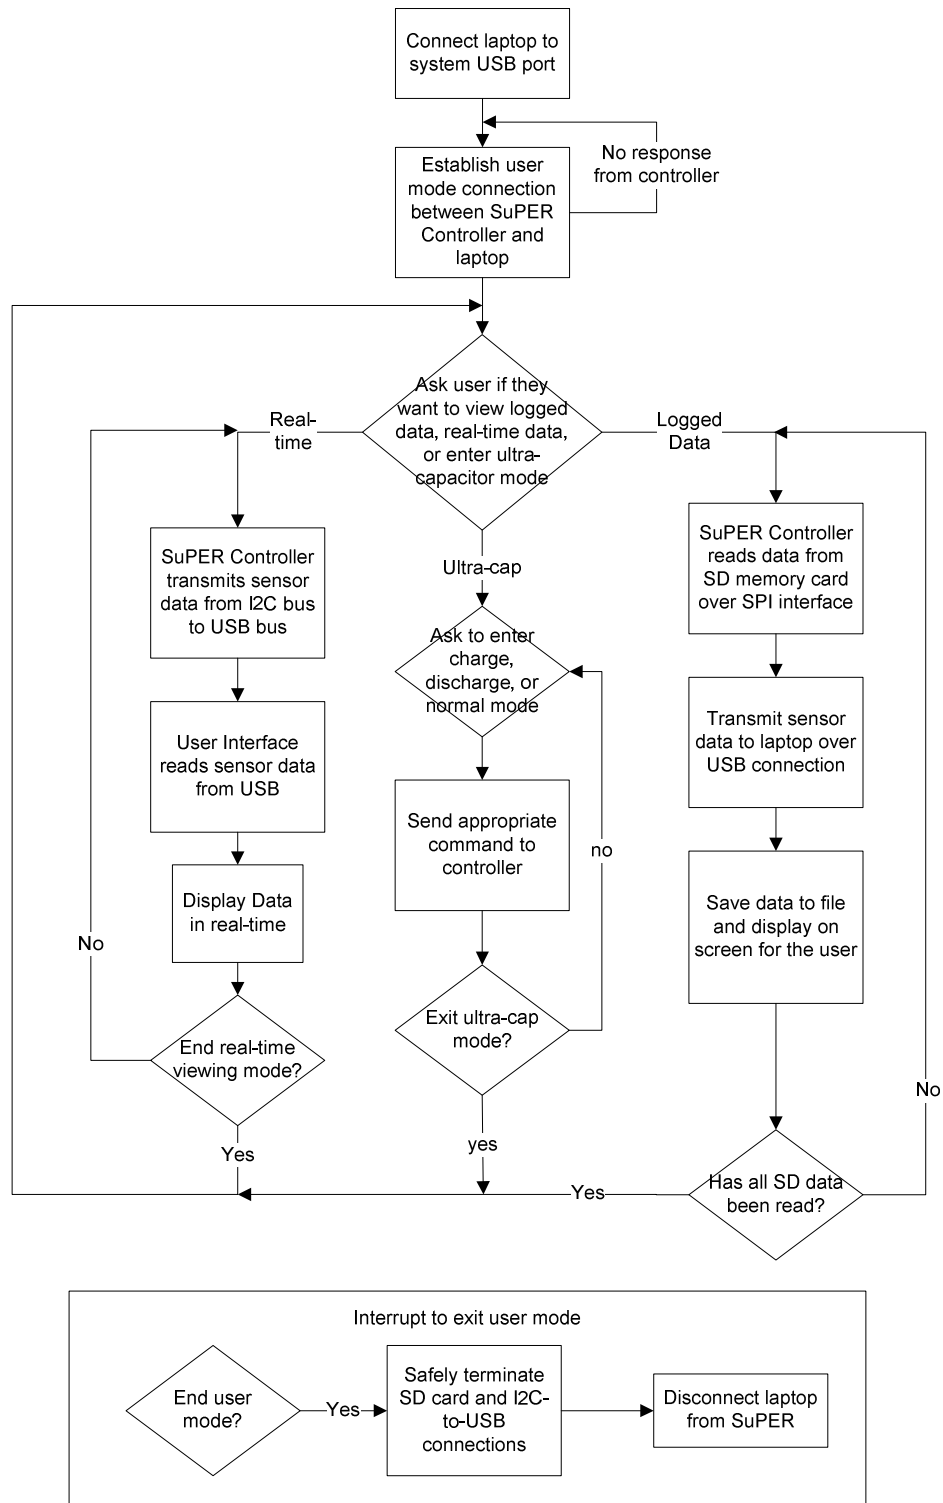 Connect laptop to
system USB port
No response
from controller
Establish user
mode connection
between SuPER
Controller and
laptop
Ask user if they
want to view logged
data, real-time data,
or enter ultra-
capacitor mode
Real-
time
Logged
Data
Ultra-cap
SuPER Controller
transmits sensor
data from I2C bus
to USB bus
User Interface
reads sensor data
from USB
Display Data
in real-time
No
End real-time
viewing mode?
Yes
Ask to enter
charge,
discharge, or
normal mode
Send appropriate
command to
controller
no
Exit ultra-cap
mode?
yes
SuPER Controller
reads data from
SD memory card
over SPI interface
Transmit sensor
data to laptop over
USB connection
Save data to file
and display on
screen for the user
No
Has all SD data
been read?
Yes
Interrupt to exit user mode
End user
mode?
Yes
Safely terminate
SD card and I2C-
to-USB
connections
Disconnect laptop
from SuPER